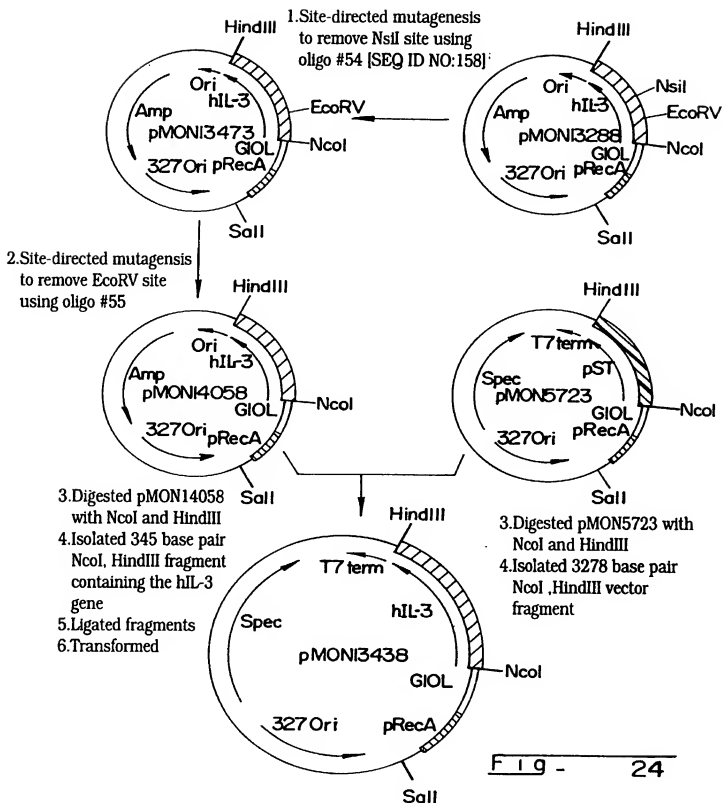 HindIII
1.Site-directed mutagenesis
to remove NsiI site using
oligo #54 [SEQ ID NO:158]
HindIII
Ori
hIL-3
Amp
EcoRV
pMON13473
NcoI
GIOL
327Ori
pRecA
SalI
Ori
hIL-3
NsiI
Amp
EcoRV
pMON13288
NcoI
GIOL
327Ori
pRecA
SalI
2.Site-directed mutagensis
to remove EcoRV site
using oligo #55
HindIII
Ori
hIL-3
Amp
pMON14058
NcoI
GIOL
327Ori
pRecA
SalI
HindIII
T7term
pST
Spec
pMON5723
NcoI
GIOL
327Ori
pRecA
SalI
3.Digested pMON14058
with NcoI and HindIII
4.Isolated 345 base pair
NcoI, HindIII fragment
containing the hIL-3
gene
5.Ligated fragments
6.Transformed
3.Digested pMON5723 with
NcoI and HindIII
4.Isolated 3278 base pair
NcoI ,HindIII vector
fragment
HindIII
T7 term
hIL-3
Spec
pMON13438
NcoI
GIOL
327Ori
pRecA
SalI
Fig- 24